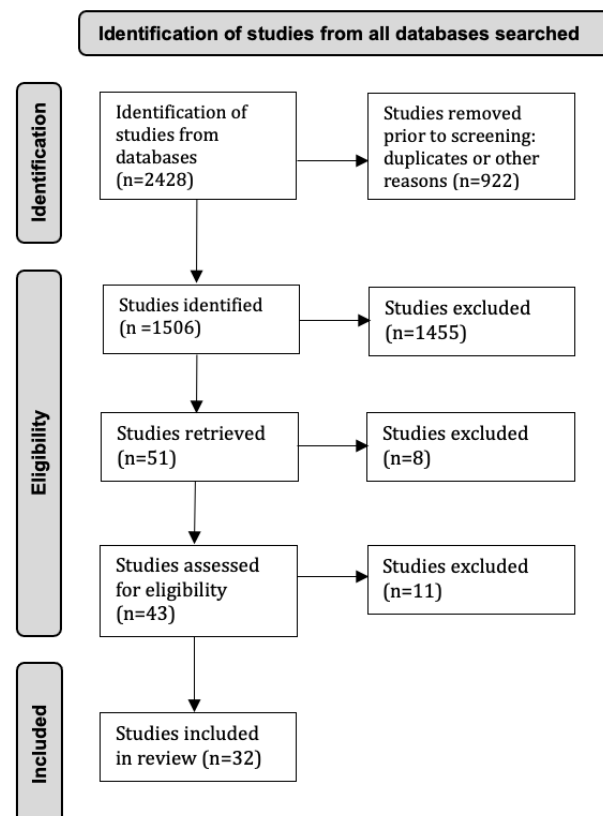 Identification of studies from all databases searched
Identification
Identification of
studies from
databases
(n=2428)
Studies removed
prior to screening:
duplicates or other
reasons (n=922)
Eligibility
Studies identified
(n =1506)
Studies excluded
(n=1455)
Studies retrieved
(n=51)
Studies excluded
(n=8)
Studies assessed
for eligibility
(n=43)
Studies excluded
(n=11)
Included
Studies included
in review (n=32)